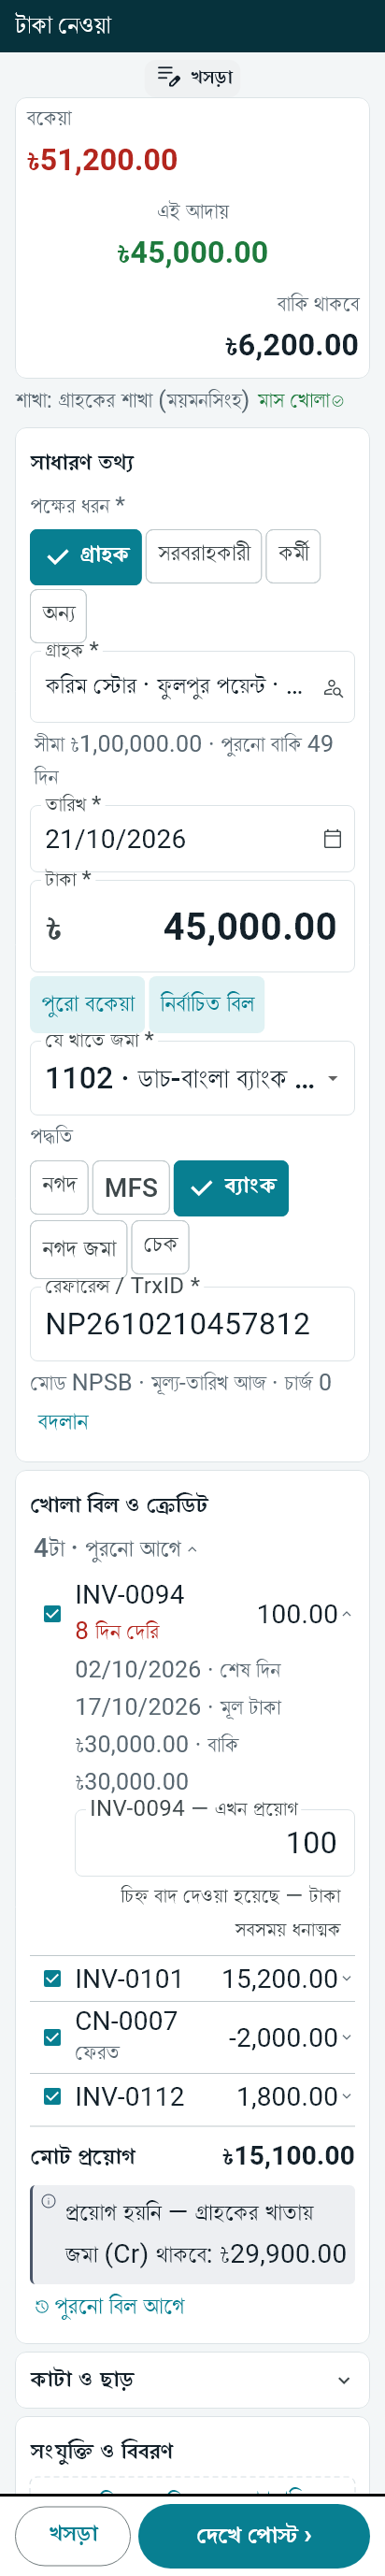 টাকা নেওয়া
খসড়া
বকেয়া
৳51,200.00
এই আদায়
৳45,000.00
বাকি থাকবে
৳6,200.00
শাখা: গ্রাহকের শাখা (ময়মনসিংহ) মাস খোলা
সাধারণ তথ্য
পক্ষের ধরন *
গ্রাহক সরবরাহকারী কর্মী
অন্য
গ্রাহক *
করিম স্টোর · ফুলপুর পয়েন্ট · ...
সীমা ৳1,00,000.00 · পুরনো বাকি 49
দিন
তারিখ *
21/10/2026
টাকা *
৳ 45,000.00
পুরো বকেয়া নির্বাচিত বিল
যে খাতে জমা *
1102 · ডাচ-বাংলা ব্যাংক ...
পদ্ধতি
নগদ MFS ব্যাংক
নগদ জমা চেক
রেফারেন্স / TrxID *
NP2610210457812
মোড NPSB · মূল্য-তারিখ আজ · চার্জ 0
বদলান
খোলা বিল ও ক্রেডিট
4টা · পুরনো আগে
INV-0094 100.00
8 দিন দেরি
02/10/2026 · শেষ দিন
17/10/2026 · মূল টাকা
৳30,000.00 · বাকি
৳30,000.00
INV-0094 — এখন প্রয়োগ
100
চিহ্ন বাদ দেওয়া হয়েছে — টাকা
সবসময় ধনাত্মক
INV-0101 15,200.00
CN-0007 -2,000.00
ফেরত
INV-0112 1,800.00
মোট প্রয়োগ ৳15,100.00
প্রয়োগ হয়নি — গ্রাহকের খাতায়
জমা (Cr) থাকবে: ৳29,900.00
পুরনো বিল আগে
কাটা ও ছাড়
সংযুক্তি ও বিবরণ
খসড়া দেখে পোস্ট ›